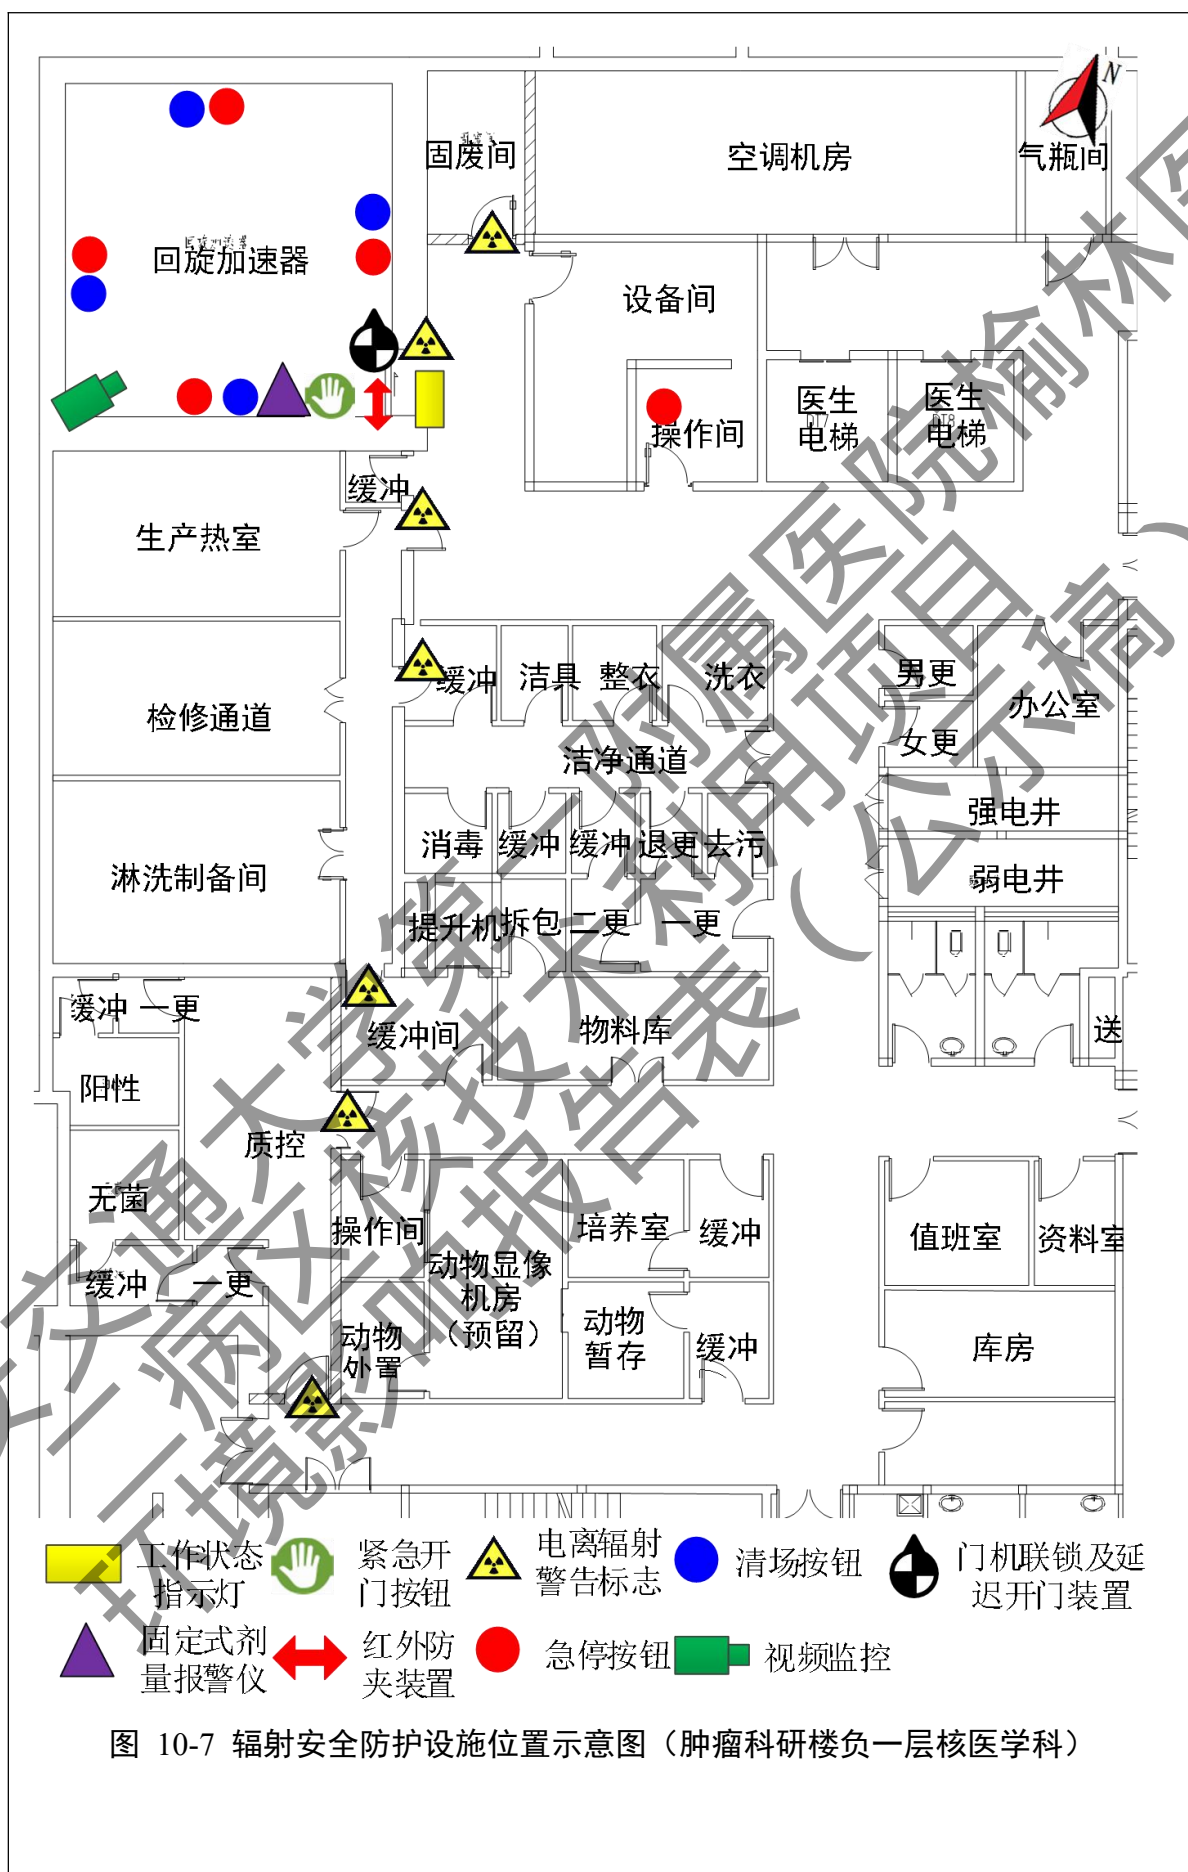 N
固废间
空调机房
气瓶间
回旋加速器
设备间
医生
电梯
DT7
医生
电梯
DT8
操作间
缓冲
生产热室
缓冲
洁具
整衣
洗衣
男更
办公室
检修通道
女更
洁净通道
强电井
消毒
缓冲
缓冲
退更
去污
淋洗制备间
弱电井
提升机
拆包
二更
一更
缓冲
一更
缓冲间
物料库
送
阳性
质控
无菌
操作间
培养室
缓冲
值班室
资料室
动物显像
机房
（预留）
缓冲
一更
动物
处置
动物
暂存
缓冲
库房
工作状态
指示灯
紧急开
门按钮
电离辐射
警告标志
清场按钮
门机联锁及延
迟开门装置
固定式剂
量报警仪
红外防
夹装置
急停按钮
视频监控
图 10-7 辐射安全防护设施位置示意图（肿瘤科研楼负一层核医学科）
安交通大学第二附属医院榆林医
二病区核技术利用项目
环境影响报告表（公示稿）